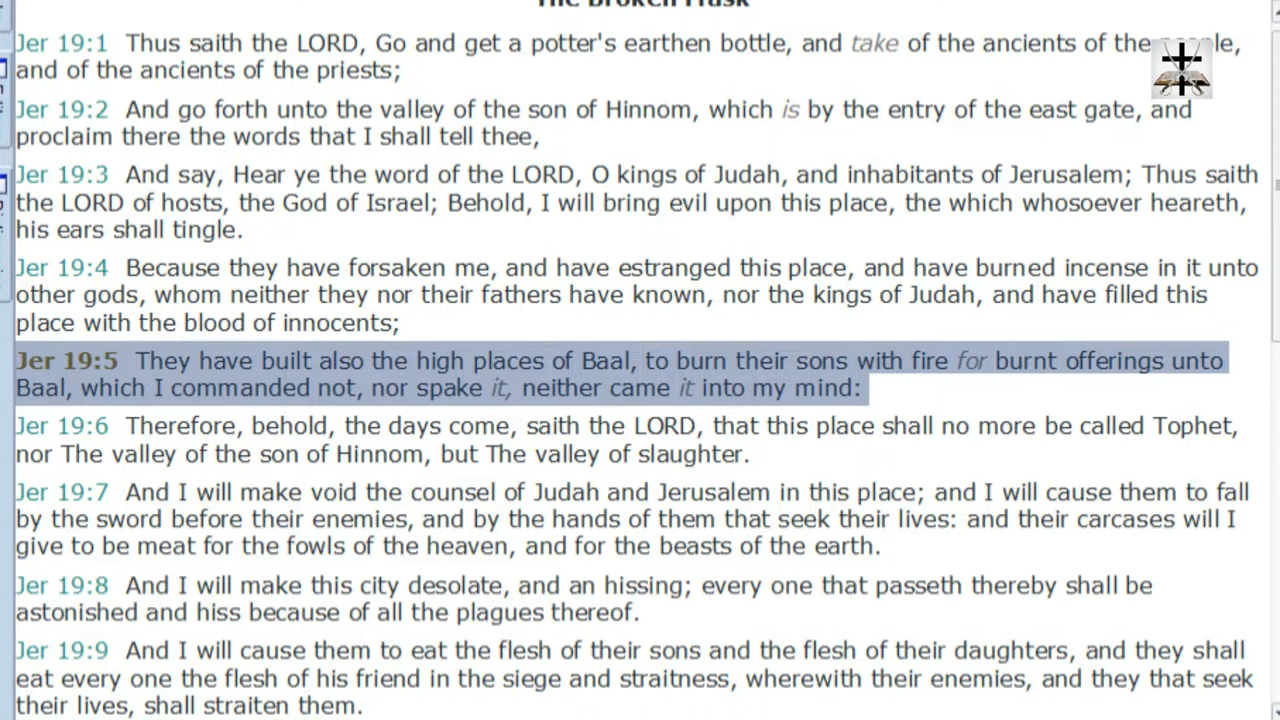 The Broken Flask
Jer 19:1 Thus saith the LORD, Go and get a potter's earthen bottle, and take of the ancients of the people,
and of the ancients of the priests;
Jer 19:2 And go forth unto the valley of the son of Hinnom, which is by the entry of the east gate, and
proclaim there the words that I shall tell thee,
Jer 19:3 And say, Hear ye the word of the LORD, O kings of Judah, and inhabitants of Jerusalem; Thus saith
the LORD of hosts, the God of Israel; Behold, I will bring evil upon this place, the which whosoever heareth,
his ears shall tingle.
Jer 19:4 Because they have forsaken me, and have estranged this place, and have burned incense in it unto
other gods, whom neither they nor their fathers have known, nor the kings of Judah, and have filled this
place with the blood of innocents;
Jer 19:5 They have built also the high places of Baal, to burn their sons with fire for burnt offerings unto
Baal, which I commanded not, nor spake it, neither came it into my mind:
Jer 19:6 Therefore, behold, the days come, saith the LORD, that this place shall no more be called Tophet,
nor The valley of the son of Hinnom, but The valley of slaughter.
Jer 19:7 And I will make void the counsel of Judah and Jerusalem in this place; and I will cause them to fall
by the sword before their enemies, and by the hands of them that seek their lives: and their carcases will I
give to be meat for the fowls of the heaven, and for the beasts of the earth.
Jer 19:8 And I will make this city desolate, and an hissing; every one that passeth thereby shall be
astonished and hiss because of all the plagues thereof.
Jer 19:9 And I will cause them to eat the flesh of their sons and the flesh of their daughters, and they shall
eat every one the flesh of his friend in the siege and straitness, wherewith their enemies, and they that seek
their lives, shall straiten them.